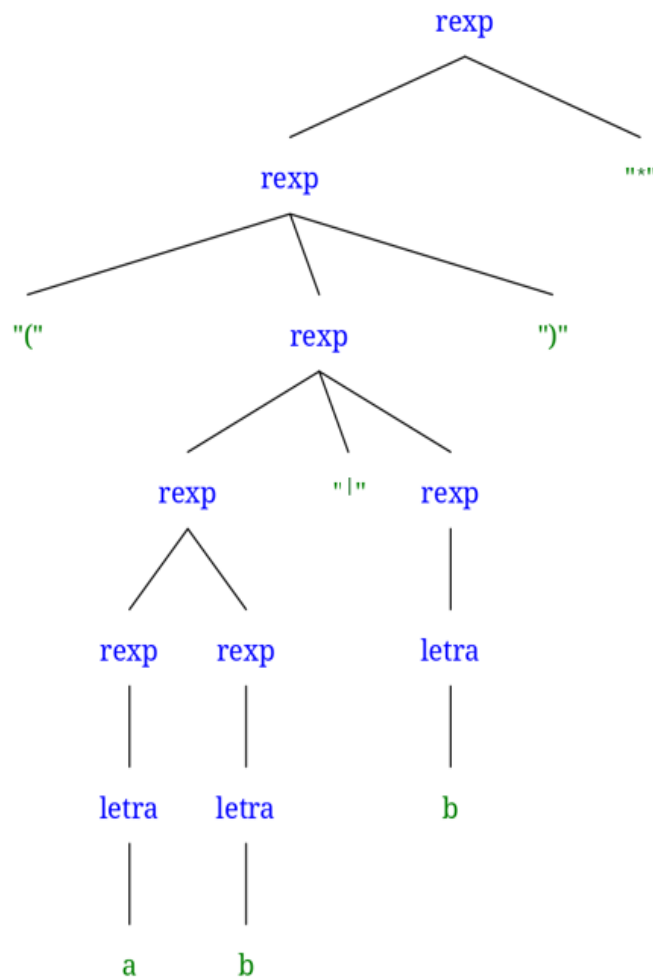 rexp
rexp "*"
"(" rexp ")"
rexp "|" rexp
rexp rexp letra
letra letra b
a b